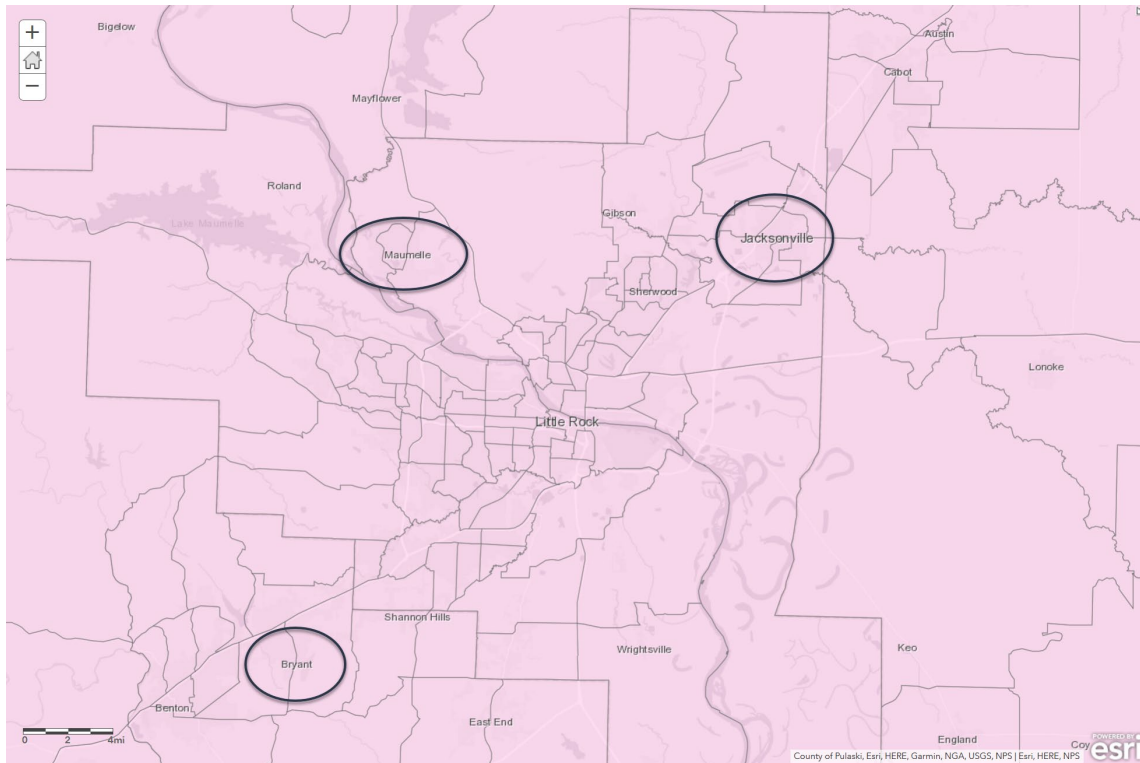 +
−
Bigelow
Austin
Cabot
Mayflower
Roland
Lake Maumelle
Gibson
Jacksonville
Maumelle
Sherwood
Lonoke
Little Rock
Shannon Hills
Wrightsville
Keo
Bryant
Benton
East End
England
0 2 4mi
Coy
POWERED BY
esri
County of Pulaski, Esri, HERE, Garmin, NGA, USGS, NPS | Esri, HERE, NPS